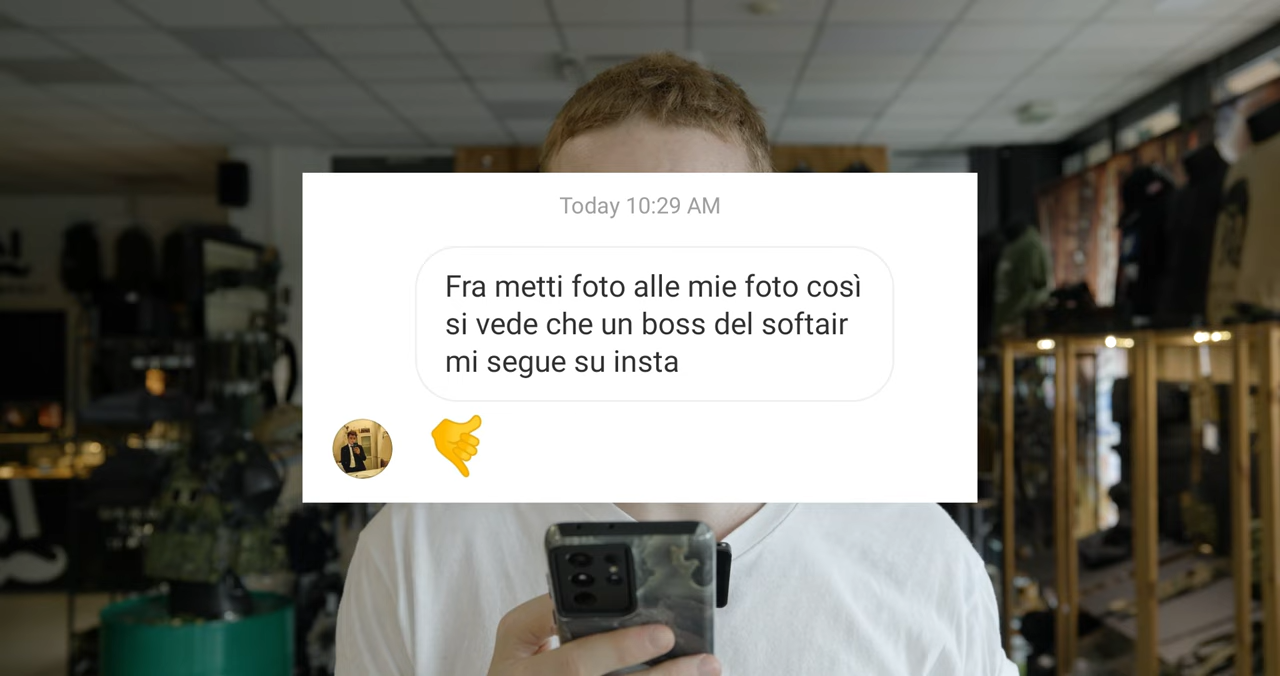 Today 10:29 AM
Fra metti foto alle mie foto così
si vede che un boss del softair
mi segue su insta